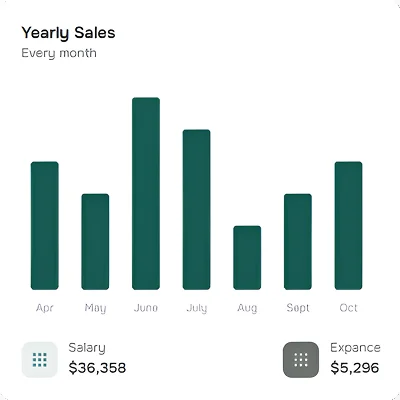 Yearly Sales
Every month
Apr May June July Aug Sept Oct
Salary
$36,358
Expance
$5,296